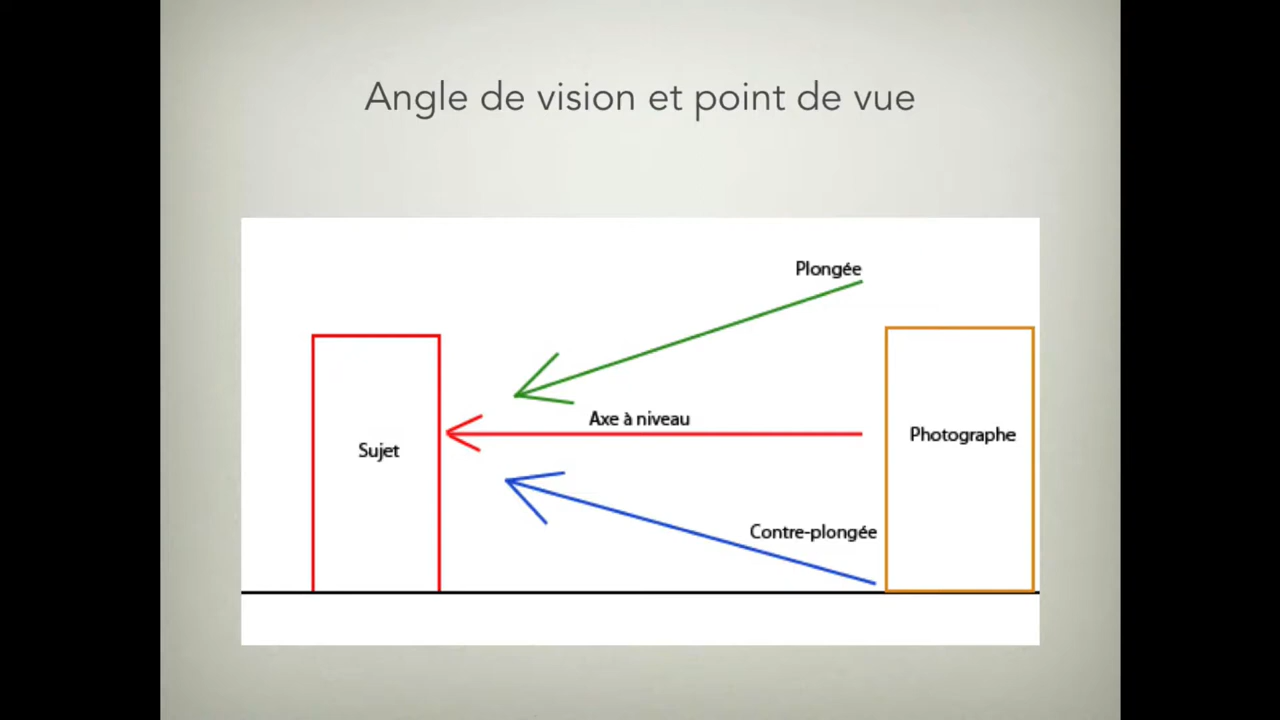 Angle de vision et point de vue
Plongée
Axe à niveau
Sujet
Photographe
Contre-plongée